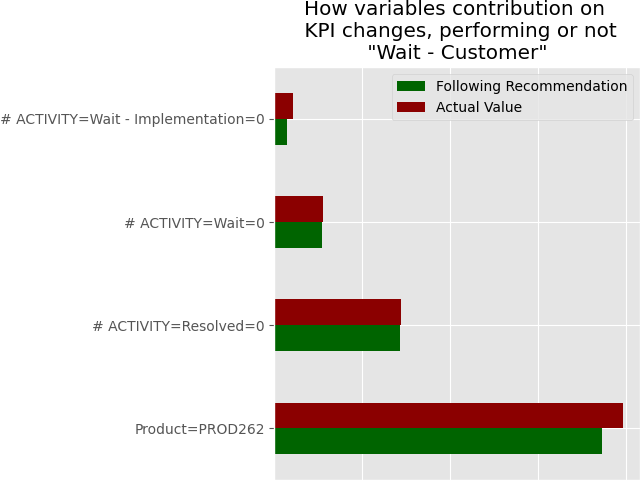 How variables contribution on
KPI changes, performing or not
"Wait - Customer"
Following Recommendation
Actual Value
# ACTIVITY=Wait - Implementation=0
# ACTIVITY=Wait=0
# ACTIVITY=Resolved=0
Product=PROD262